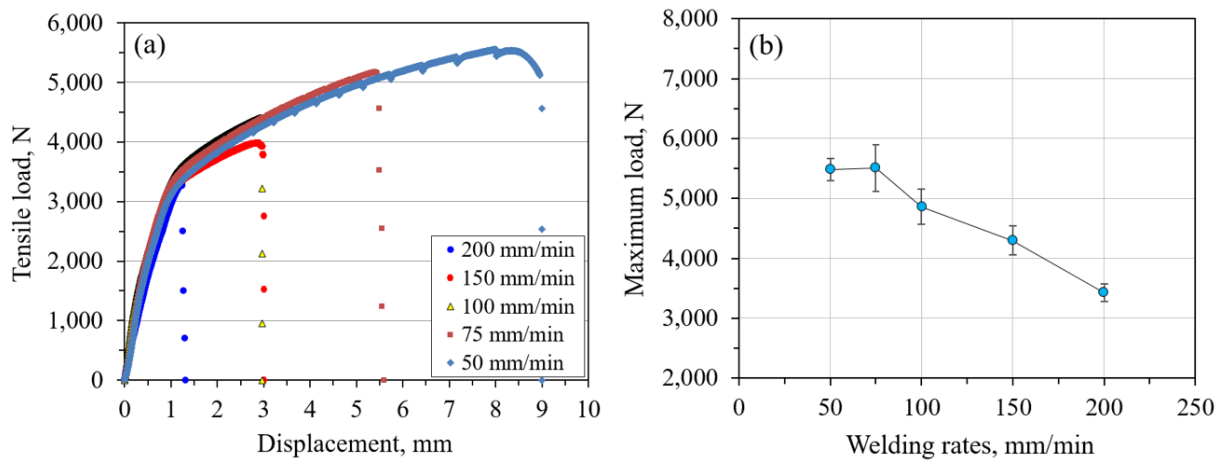 (a)
Tensile load, N
6,000
5,000
4,000
3,000
2,000
1,000
0
200 mm/min
150 mm/min
100 mm/min
75 mm/min
50 mm/min
0 1 2 3 4 5 6 7 8 9 10
Displacement, mm
(b)
Maximum load, N
8,000
7,000
6,000
5,000
4,000
3,000
2,000
0 50 100 150 200 250
Welding rates, mm/min